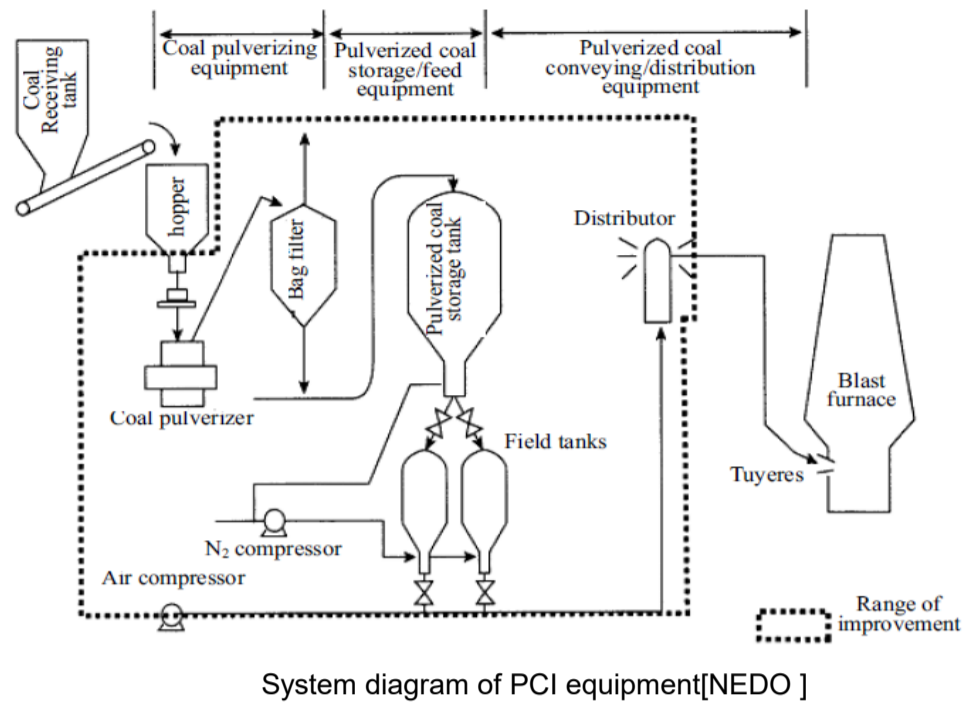 Coal pulverizing
equipment
Pulverized coal
storage/feed
equipment
Pulverized coal
conveying/distribution
equipment
Coal
Receiving
tank
hopper
Bag filter
Pulverized coal
storage tank
Distributor
Blast
furnace
Coal pulverizer
Field tanks
Tuyeres
N₂ compressor
Air compressor
Range of
improvement
System diagram of PCI equipment[NEDO ]